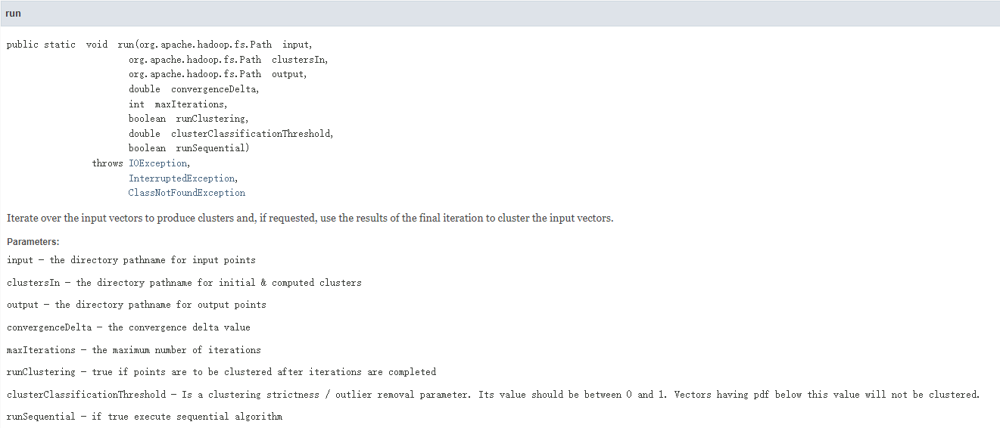 run
public static void run(org.apache.hadoop.fs.Path input,
org.apache.hadoop.fs.Path clustersIn,
org.apache.hadoop.fs.Path output,
double convergenceDelta,
int maxIterations,
boolean runClustering,
double clusterClassificationThreshold,
boolean runSequential)
throws IOException,
InterruptedException,
ClassNotFoundException
Iterate over the input vectors to produce clusters and, if requested, use the results of the final iteration to cluster the input vectors.
Parameters:
input - the directory pathname for input points
clustersIn - the directory pathname for initial & computed clusters
output - the directory pathname for output points
convergenceDelta - the convergence delta value
maxIterations - the maximum number of iterations
runClustering - true if points are to be clustered after iterations are completed
clusterClassificationThreshold - Is a clustering strictness / outlier removal parameter. Its value should be between 0 and 1. Vectors having pdf below this value will not be clustered.
runSequential - if true execute sequential algorithm